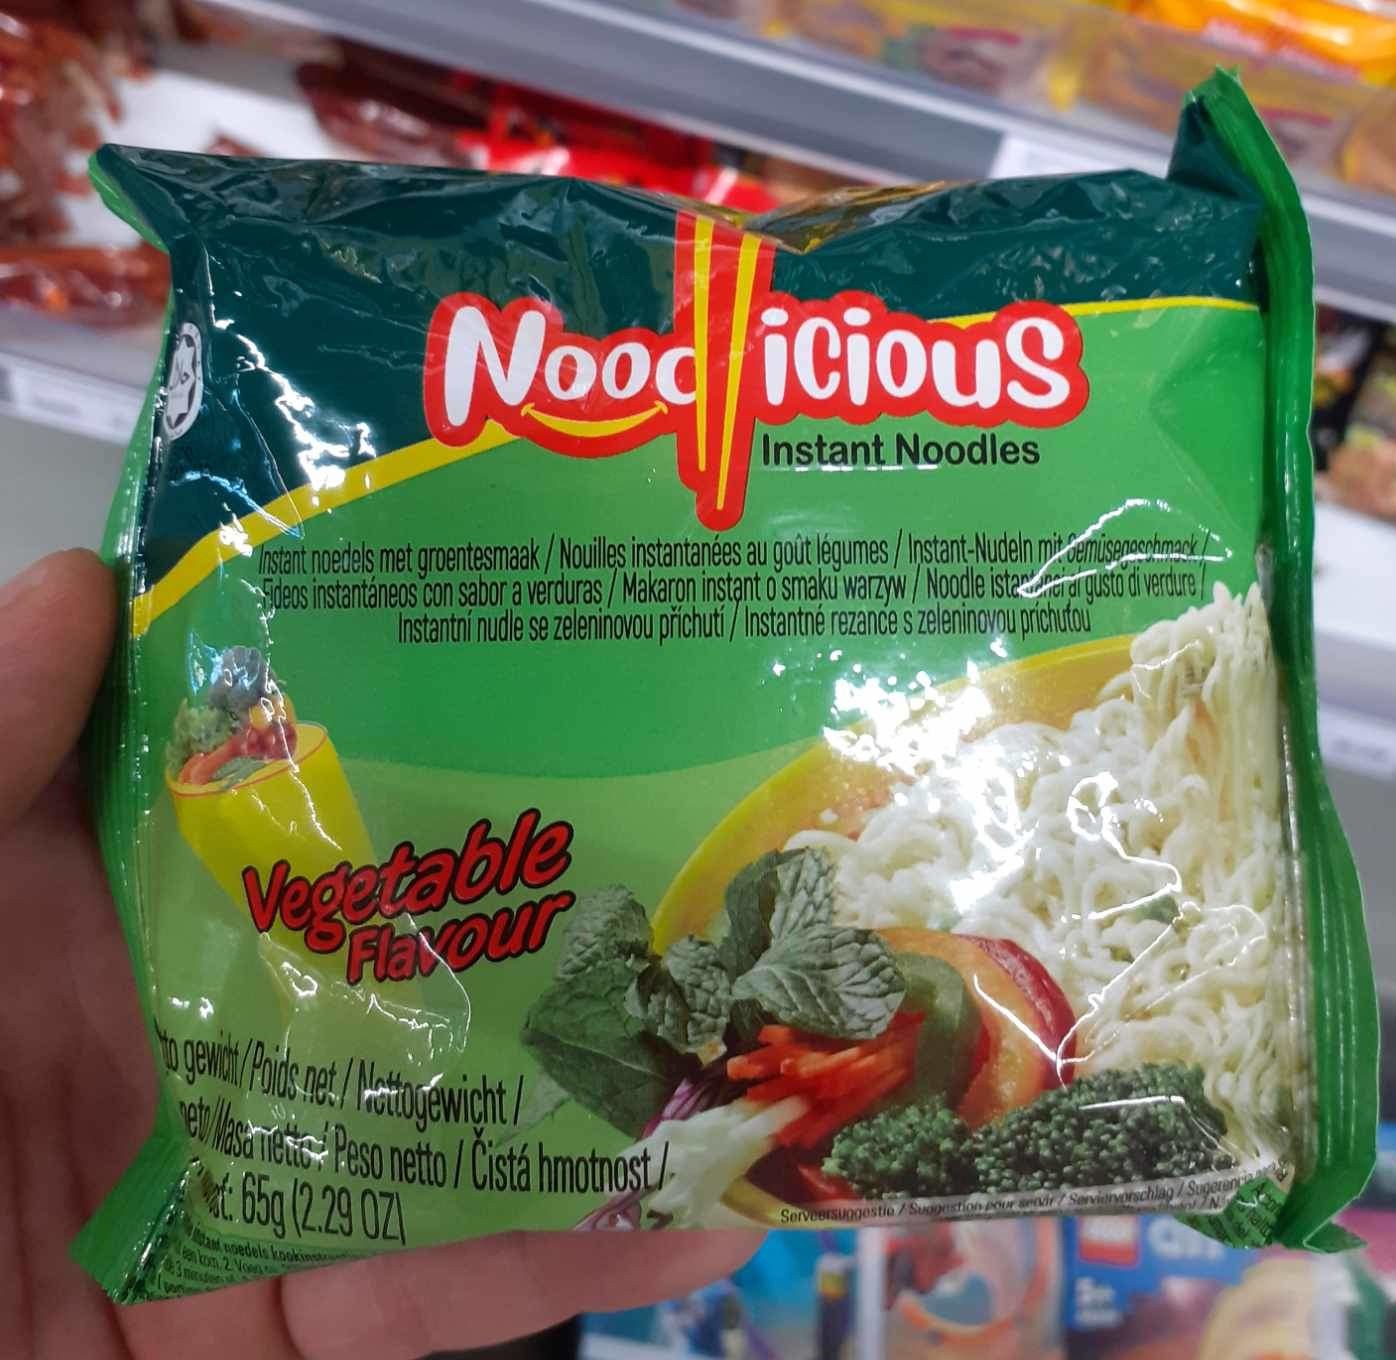 Noodlicious
Instant Noodles
Instant noedels met groentesmaak / Nouilles instantanées au goût légumes / Instant-Nudeln mit Gemüsegeschmack /
Fideos instantáneos con sabor a verduras / Makaron instant o smaku warzyw / Noodle istantanei al gusto di verdure /
Instantní nudle se zeleninovou příchutí / Instantné rezance s zeleninovou príchuťou
Vegetable
Flavour
gewicht / Poids net / Nettogewicht /
neto / Masa netto / Peso netto / Čistá hmotnost /
65g (2.29 OZ)
Serveersuggestie / Suggestion pour servir / Serviervorschlag /
noedels